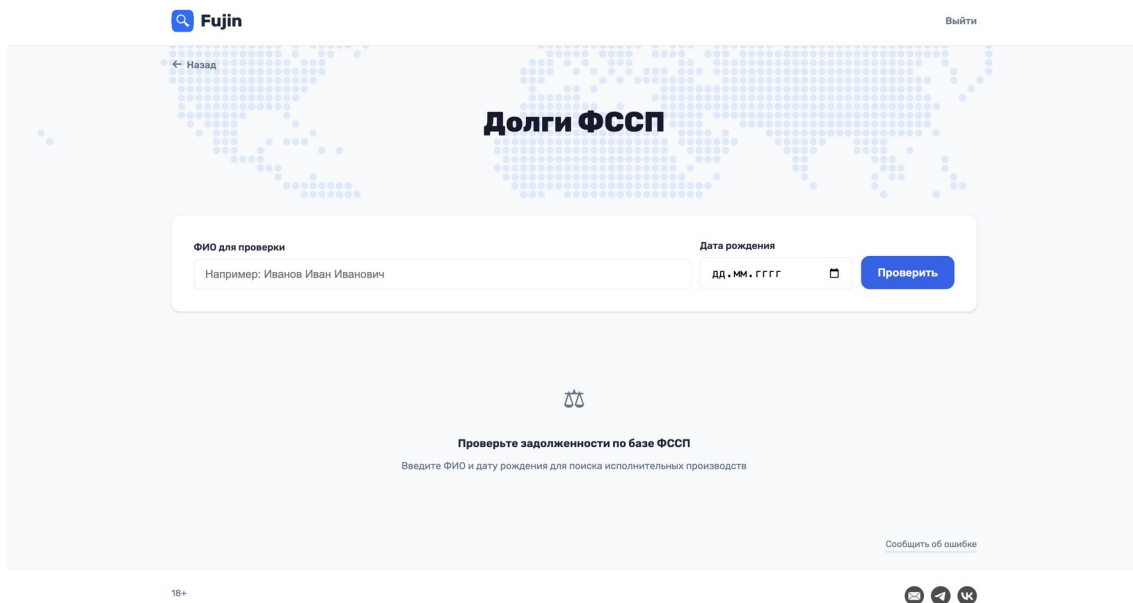 Fujin
Выйти
← Назад
Долги ФССП
ФИО для проверки
Дата рождения
Например: Иванов Иван Иванович
дд.мм.гггг
Проверить
Проверьте задолженности по базе ФССП
Введите ФИО и дату рождения для поиска исполнительных производств
Сообщить об ошибке
18+